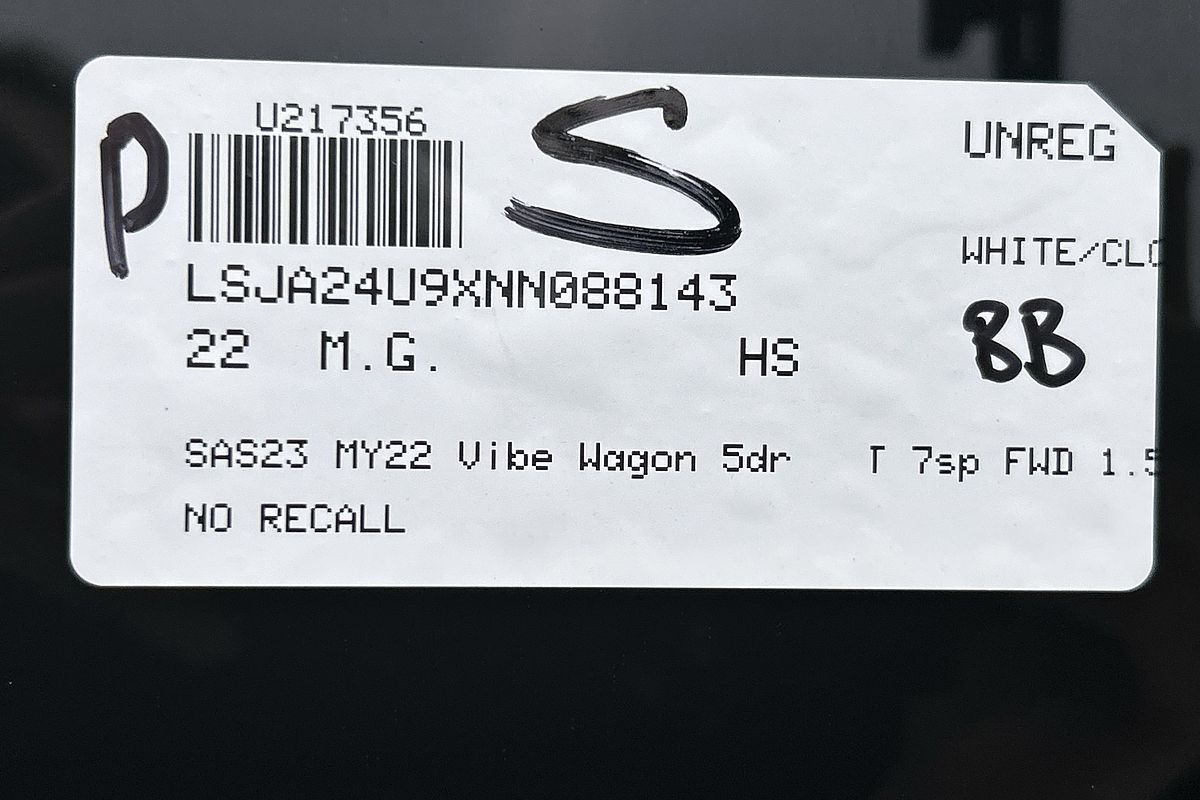 P
U217356
S
UNREG
LSJA24U9XNN088143
WHITE/CLO
22 M.G. HS
BB
SAS23 MY22 Vibe Wagon 5dr T 7sp FWD 1.5
NO RECALL